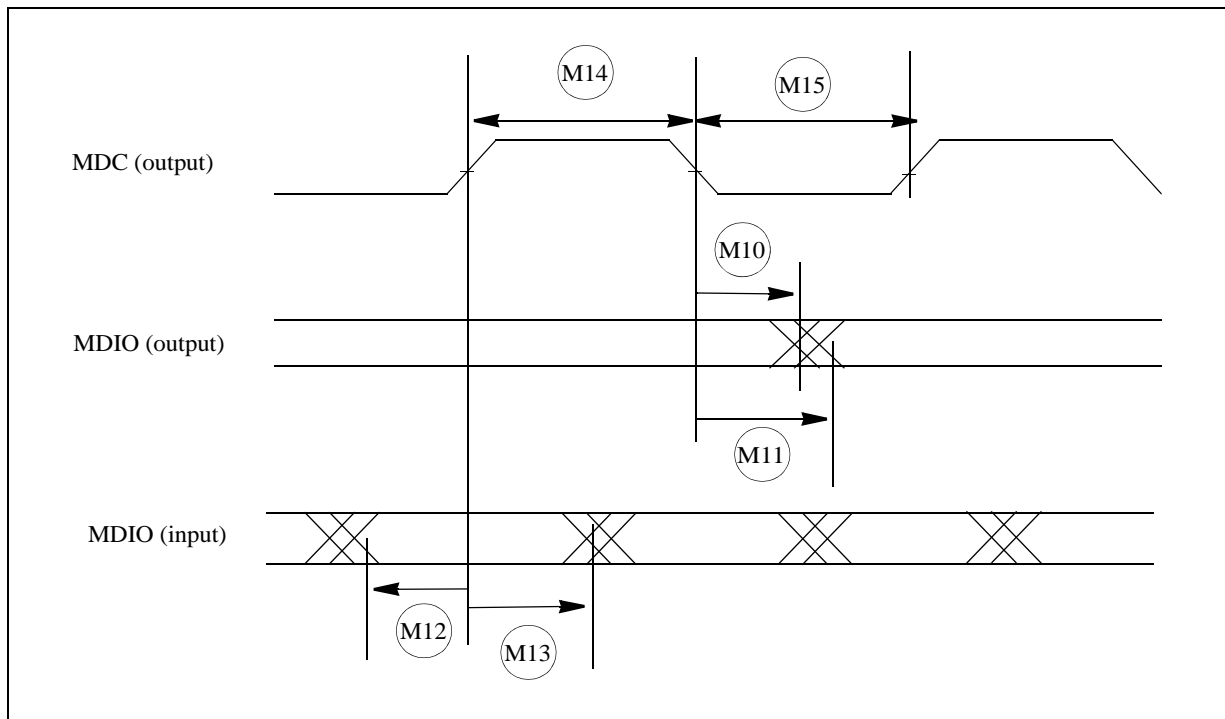 M14
M15
MDC (output)
M10
MDIO (output)
M11
MDIO (input)
M12
M13